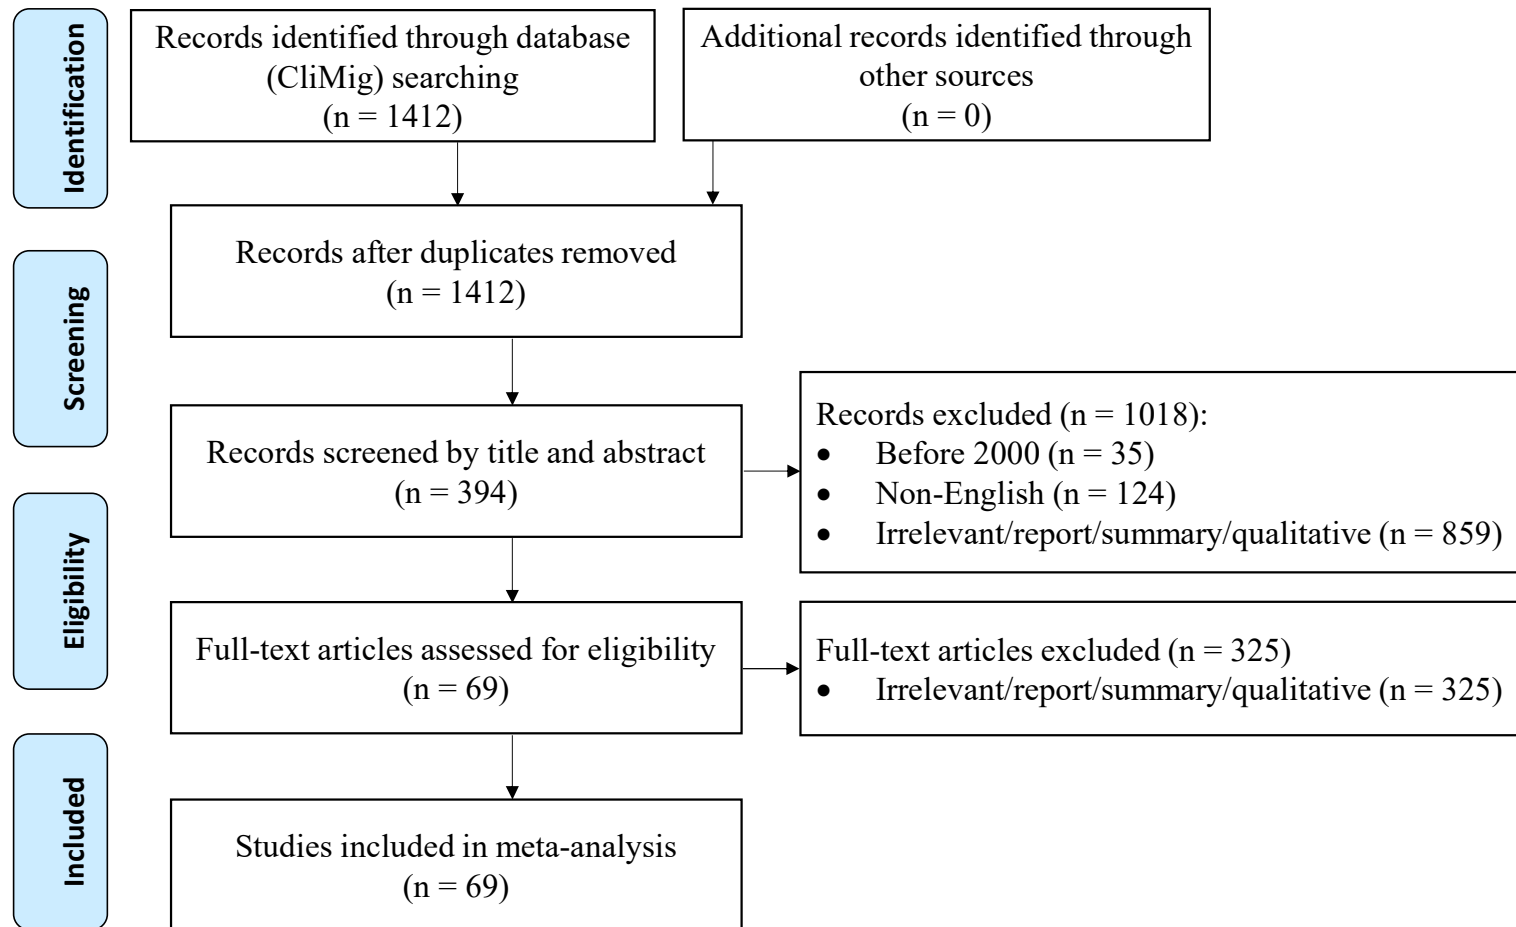 Identification
Records identified through database
(CliMig) searching
(n = 1412)
Additional records identified through
other sources
(n = 0)
Records after duplicates removed
(n = 1412)
Screening
Records screened by title and abstract
(n = 394)
Records excluded (n = 1018):
• Before 2000 (n = 35)
• Non-English (n = 124)
• Irrelevant/report/summary/qualitative (n = 859)
Eligibility
Full-text articles assessed for eligibility
(n = 69)
Full-text articles excluded (n = 325)
• Irrelevant/report/summary/qualitative (n = 325)
Included
Studies included in meta-analysis
(n = 69)